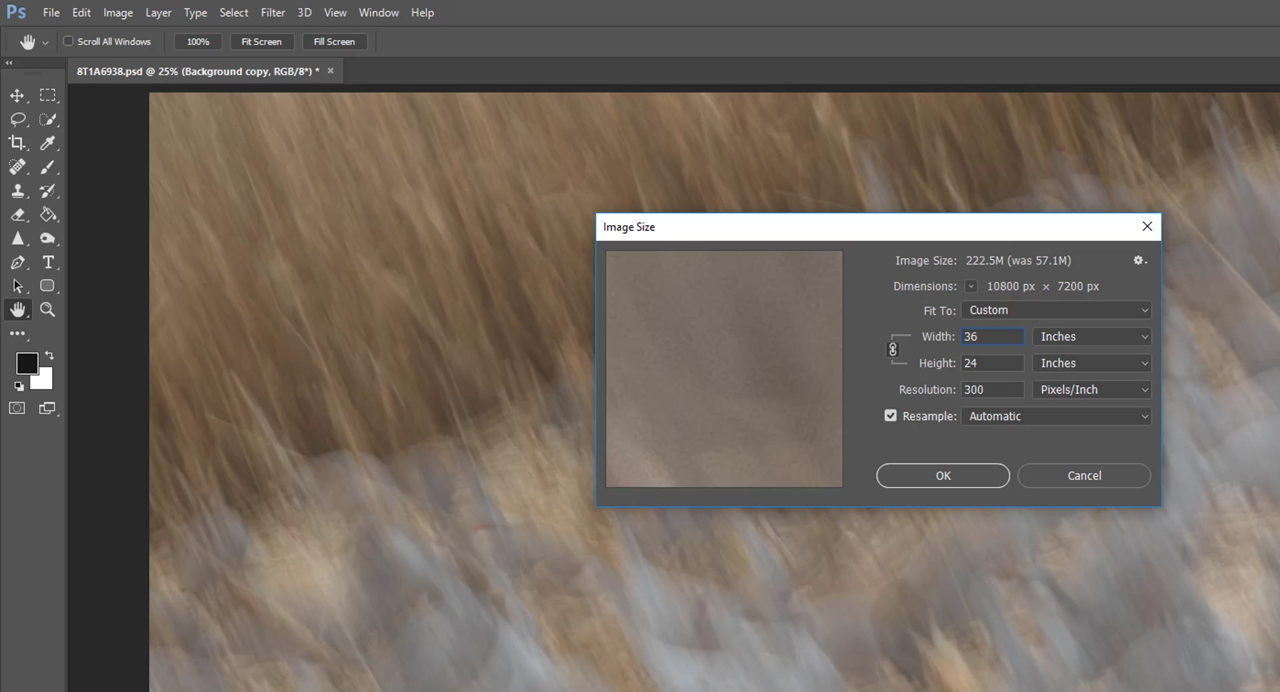 Ps File Edit Image Layer Type Select Filter 3D View Window Help
Scroll All Windows 100% Fit Screen Fill Screen
8T1A6938.psd @ 25% (Background copy, RGB/8*) * ×
Image Size
Image Size: 222.5M (was 57.1M)
Dimensions: 10800 px × 7200 px
Fit To: Custom
Width: 36 Inches
Height: 24 Inches
Resolution: 300 Pixels/Inch
Resample: Automatic
OK Cancel